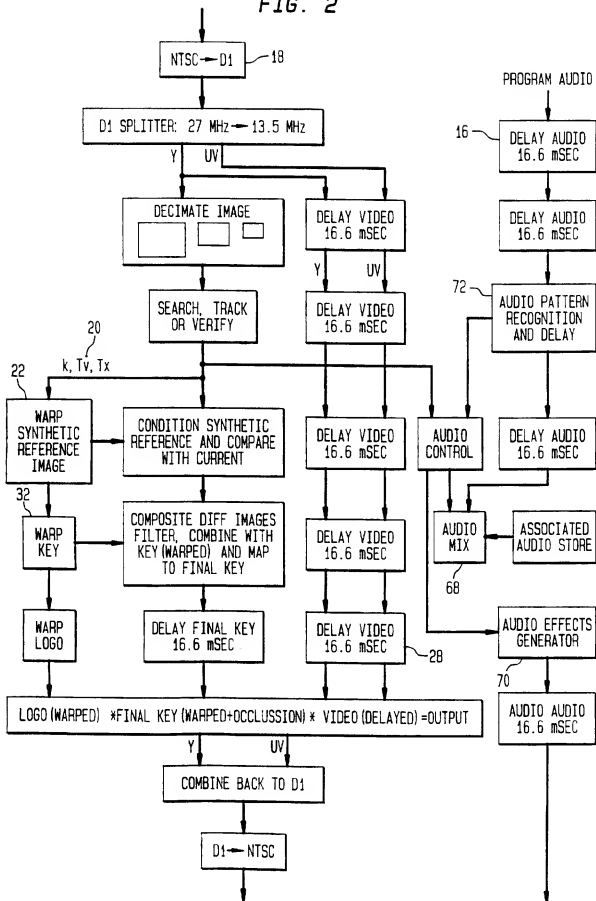 FIG. 2
NTSC→D1
18
D1 SPLITTER: 27 MHz→13.5 MHz
Y
UV
DECIMATE IMAGE
DELAY VIDEO
16.6 mSEC
Y
UV
SEARCH, TRACK
OR VERIFY
DELAY VIDEO
16.6 mSEC
20
k, Tv, Tx
22
WARP
SYNTHETIC
REFERENCE
IMAGE
CONDITION SYNTHETIC
REFERENCE AND COMPARE
WITH CURRENT
DELAY VIDEO
16.6 mSEC
32
WARP
KEY
COMPOSITE DIFF IMAGES
FILTER, COMBINE WITH
KEY (WARPED) AND MAP
TO FINAL KEY
DELAY VIDEO
16.6 mSEC
WARP
LOGO
DELAY FINAL KEY
16.6 mSEC
DELAY VIDEO
16.6 mSEC
28
LOGO (WARPED) *FINAL KEY (WARPED+OCCLUSSION) * VIDEO (DELAYED) =OUTPUT
Y
UV
COMBINE BACK TO D1
D1→NTSC
PROGRAM AUDIO
16
DELAY AUDIO
16.6 mSEC
DELAY AUDIO
16.6 mSEC
72
AUDIO PATTERN
RECOGNITION
AND DELAY
AUDIO
CONTROL
DELAY AUDIO
16.6 mSEC
AUDIO
MIX
68
ASSOCIATED
AUDIO STORE
AUDIO EFFECTS
GENERATOR
70
AUDIO AUDIO
16.6 mSEC